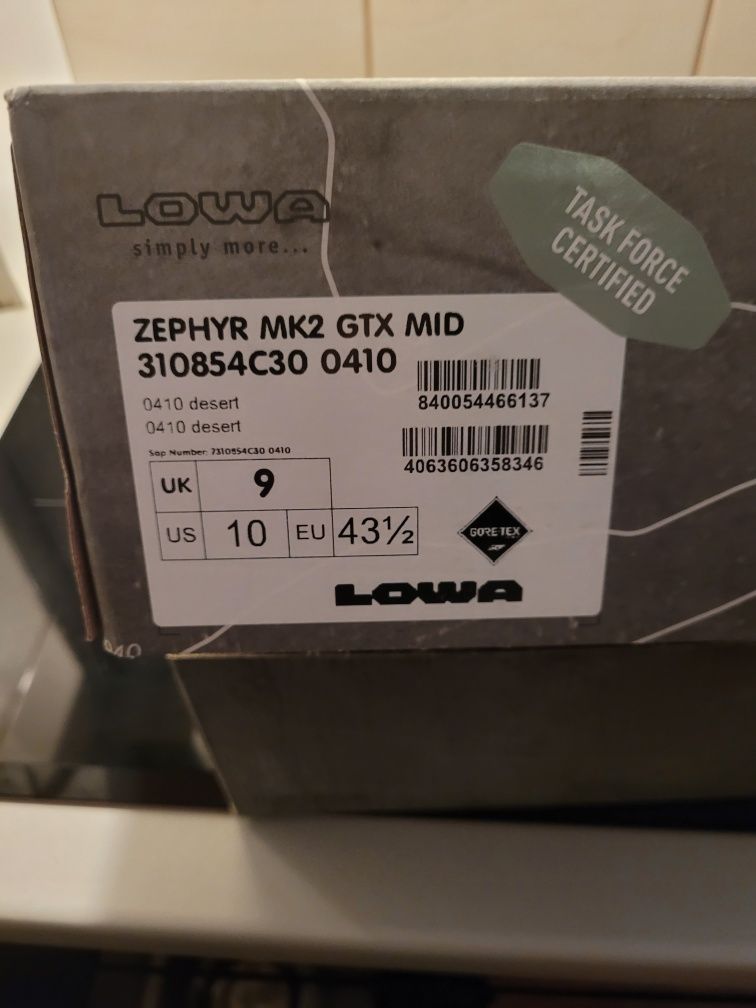 LOWA
simply more...
TASK FORCE
CERTIFIED
ZEPHYR MK2 GTX MID
310854C30 0410
0410 desert
0410 desert
840054466137
Sap Number: 7310854C30 0410
4063606358346
UK 9
US 10 EU 43½
GORE-TEX
LOWA
940